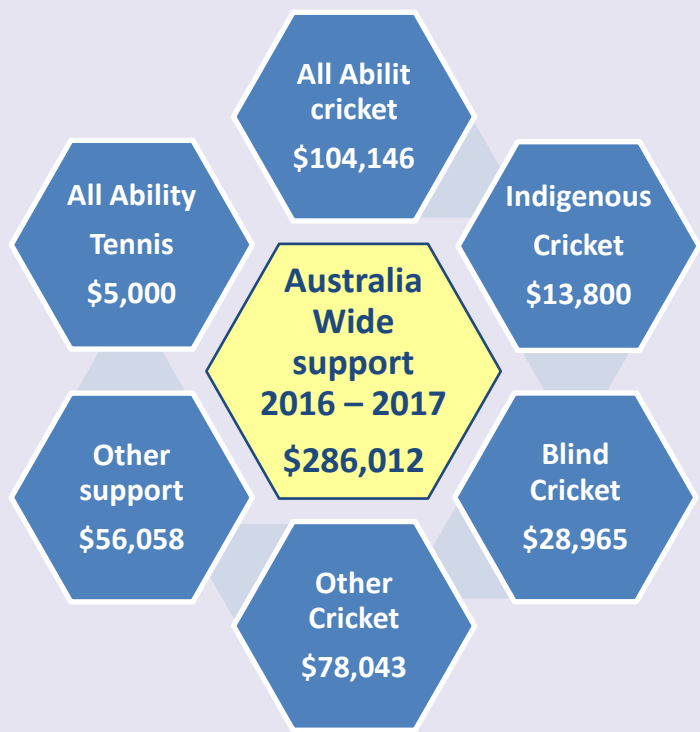 All Abilit
cricket
$104,146
Indigenous
Cricket
$13,800
Blind
Cricket
$28,965
Other
Cricket
$78,043
Other
support
$56,058
All Ability
Tennis
$5,000
Australia
Wide
support
2016 – 2017
$286,012